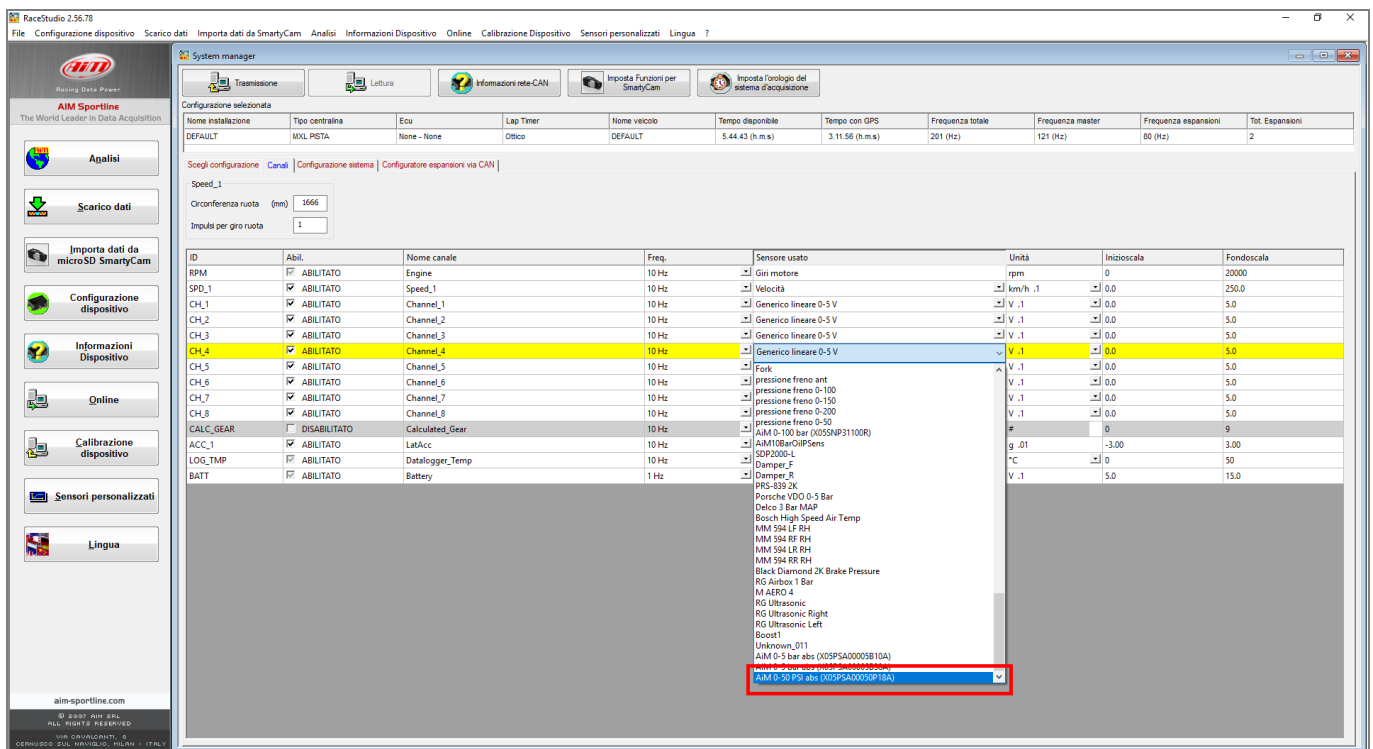 RaceStudio 2.56.78
File Configurazione dispositivo Scarico dati Importa dati da SmartyCam Analisi Informazioni Dispositivo Online Calibrazione Dispositivo Sensori personalizzati Lingua ?
AiM
Racing Data Power
AIM Sportline
The World Leader in Data Acquisition
Analisi
Scarico dati
Importa dati da
microSD SmartyCam
Configurazione
dispositivo
Informazioni
Dispositivo
Online
Calibrazione
dispositivo
Sensori personalizzati
Lingua
aim-sportline.com
© 2007 AIM SRL
ALL RIGHTS RESERVED
VIA CAVALCANTI, 8
CERNUSCO SUL NAVIGLIO, MILAN - ITALY
System manager
Trasmissione Lettura Informazioni rete-CAN Imposta Funzioni per SmartyCam Imposta l'orologio del sistema d'acquisizione
Configurazione selezionata
Nome installazione Tipo centralina Ecu Lap Timer Nome veicolo Tempo disponibile Tempo con GPS Frequenza totale Frequenza master Frequenza espansioni Tot. Espansioni
DEFAULT MXL PISTA None - None Ottico DEFAULT 5.44.43 (h.m.s) 3.11.56 (h.m.s) 201 (Hz) 121 (Hz) 80 (Hz) 2
Scegli configurazione Canali Configurazione sistema Configuratore espansioni via CAN
Speed_1
Circonferenza ruota (mm) 1666
Impulsi per giro ruota 1
ID Abil. Nome canale Freq. Sensore usato Unità Inizioscala Fondoscala
RPM ABILITATO Engine 10 Hz Giri motore rpm 0 20000
SPD_1 ABILITATO Speed_1 10 Hz Velocità km/h .1 0.0 250.0
CH_1 ABILITATO Channel_1 10 Hz Generico lineare 0-5 V V .1 0.0 5.0
CH_2 ABILITATO Channel_2 10 Hz Generico lineare 0-5 V V .1 0.0 5.0
CH_3 ABILITATO Channel_3 10 Hz Generico lineare 0-5 V V .1 0.0 5.0
CH_4 ABILITATO Channel_4 10 Hz Generico lineare 0-5 V V .1 0.0 5.0
CH_5 ABILITATO Channel_5 10 Hz V .1 0.0 5.0
CH_6 ABILITATO Channel_6 10 Hz V .1 0.0 5.0
CH_7 ABILITATO Channel_7 10 Hz V .1 0.0 5.0
CH_8 ABILITATO Channel_8 10 Hz V .1 0.0 5.0
CALC_GEAR DISABILITATO Calculated_Gear 10 Hz # 0 9
ACC_1 ABILITATO LatAcc 10 Hz g .01 -3.00 3.00
LOG_TMP ABILITATO Datalogger_Temp 10 Hz °C 0 50
BATT ABILITATO Battery 1 Hz V .1 5.0 15.0
Fork
pressione freno ant
pressione freno 0-100
pressione freno 0-150
pressione freno 0-200
pressione freno 0-50
AiM 0-100 bar (X05SNP31100R)
AiM10BarOilPSens
SDP2000-L
Damper_F
Damper_R
PRS-839 2K
Porsche VDO 0-5 Bar
Delco 3 Bar MAP
Bosch High Speed Air Temp
MM 594 LF RH
MM 594 RF RH
MM 594 LR RH
MM 594 RR RH
Black Diamond 2K Brake Pressure
RG Airbox 1 Bar
M AERO 4
RG Ultrasonic
RG Ultrasonic Right
RG Ultrasonic Left
Boost1
Unknown_011
AiM 0-5 bar abs (X05PSA00005B10A)
AiM 0-50 PSI abs (X05PSA00050P18A)